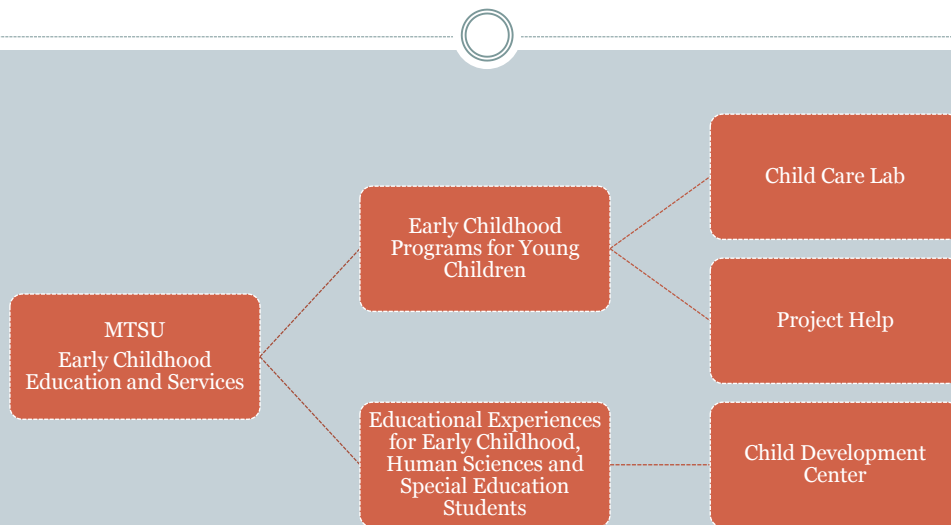 MTSU
Early Childhood
Education and Services
Early Childhood
Programs for Young
Children
Educational Experiences
for Early Childhood,
Human Sciences and
Special Education
Students
Child Care Lab
Project Help
Child Development
Center